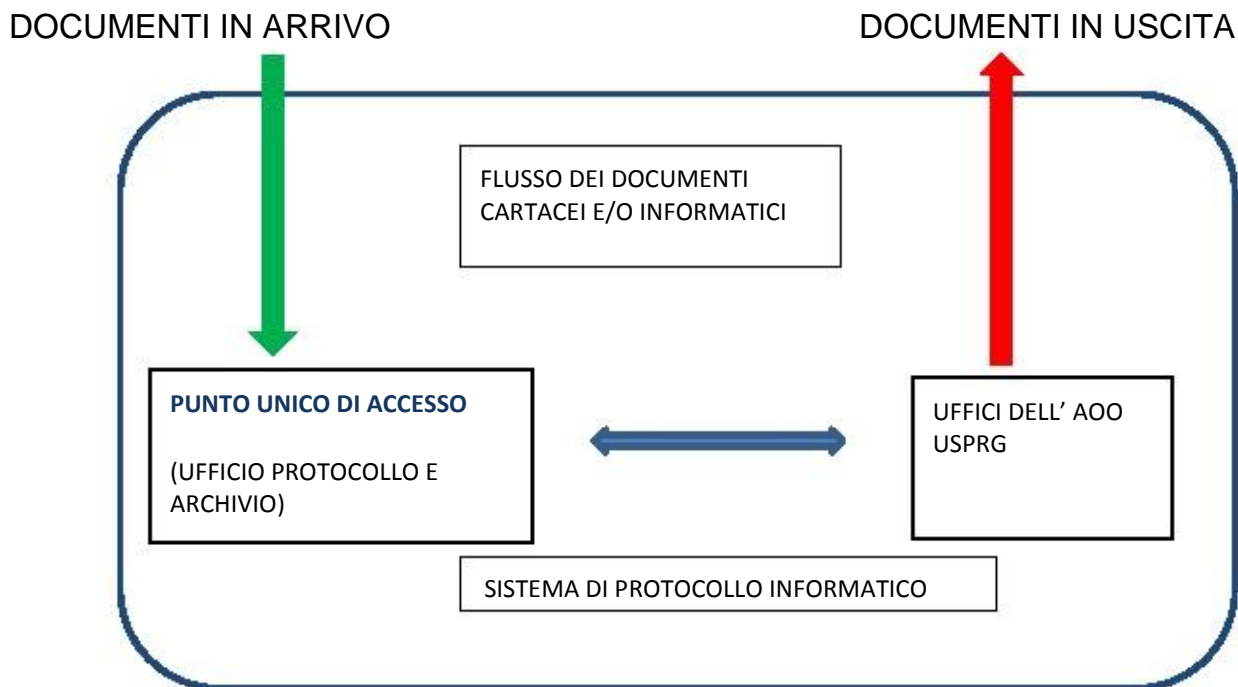 DOCUMENTI IN ARRIVO
DOCUMENTI IN USCITA
FLUSSO DEI DOCUMENTI
CARTACEI E/O INFORMATICI
PUNTO UNICO DI ACCESSO
(UFFICIO PROTOCOLLO E
ARCHIVIO)
UFFICI DELL’ AOO
USPRG
SISTEMA DI PROTOCOLLO INFORMATICO